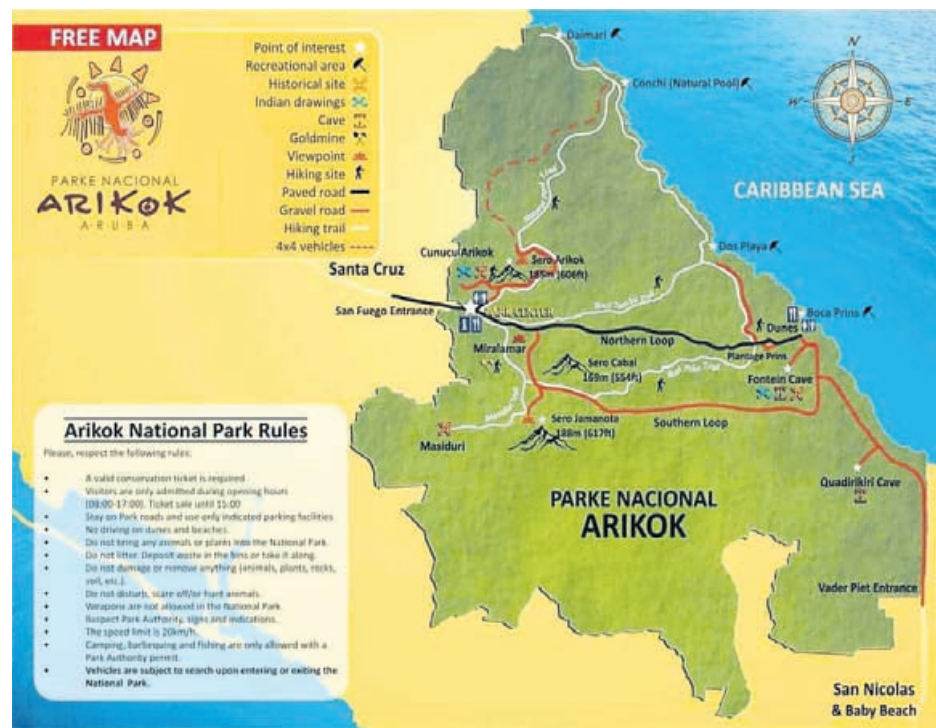 FREE MAP
PARKE NACIONAL
ARIKOK
ARUBA
Point of interest
Recreational area
Historical site
Indian drawings
Cave
Goldmine
Viewpoint
Hiking site
Paved road
Gravel road
Hiking trail
4x4 vehicles
N
W
E
Daimari
Conchi (Natural Pool)
CARIBBEAN SEA
Dos Playa
Cunucu Arikok
Sero Arikok
185m (606ft)
Santa Cruz
San Fuego Entrance
PARK CENTER
Boca Prins
Dunes
Northern Loop
Plantage Prins
Miralamar
Sero Cabai
169m (554ft)
Fontein Cave
Masiduri
Sero Jamanota
188m (617ft)
Southern Loop
Quadirikiri Cave
PARKE NACIONAL
ARIKOK
Vader Piet Entrance
San Nicolas
& Baby Beach
Arikok National Park Rules
Please, respect the following rules:
• A valid conservation ticket is required
• Visitors are only admitted during opening hours
(08:00-17:00). Ticket sale until 15:00
• Stay on Park roads and use only indicated parking facilities
• No driving on dunes and beaches.
• Do not bring any animals or plants into the National Park.
• Do not litter. Deposit waste in the bins or take it along.
• Do not damage or remove anything (animals, plants, rocks,
soil, etc.).
• Do not disturb, scare off/or hunt animals.
• Weapons are not allowed in the National Park
• Respect Park Authority, signs and indications.
• The speed limit is 20km/h.
• Camping, barbequing and fishing are only allowed with a
Park Authority permit.
• Vehicles are subject to search upon entering or exiting the
National Park.